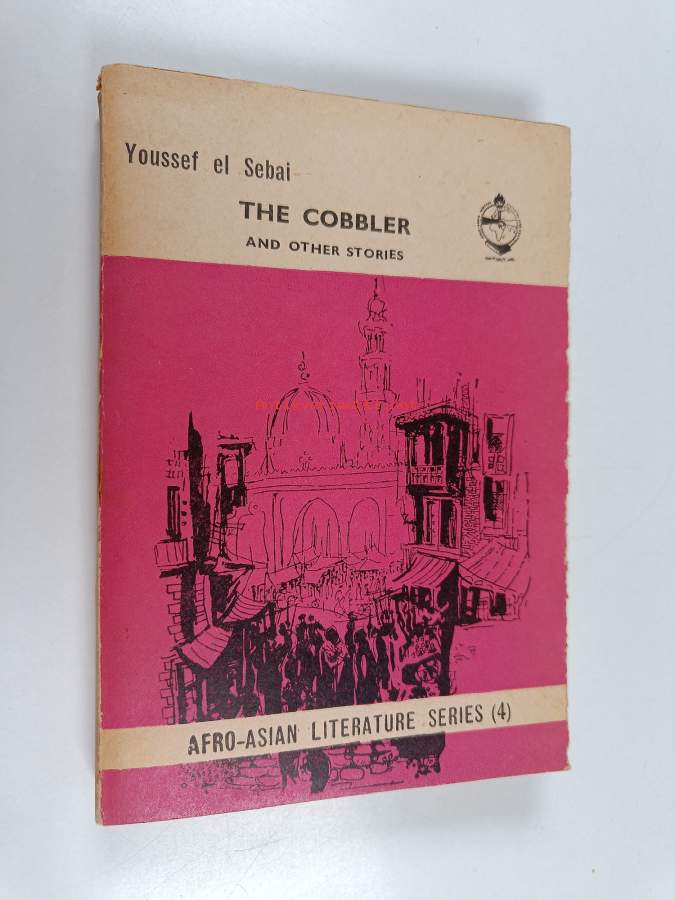 Youssef el Sebai
THE COBBLER
AND OTHER STORIES
AFRO-ASIAN LITERATURE SERIES (4)